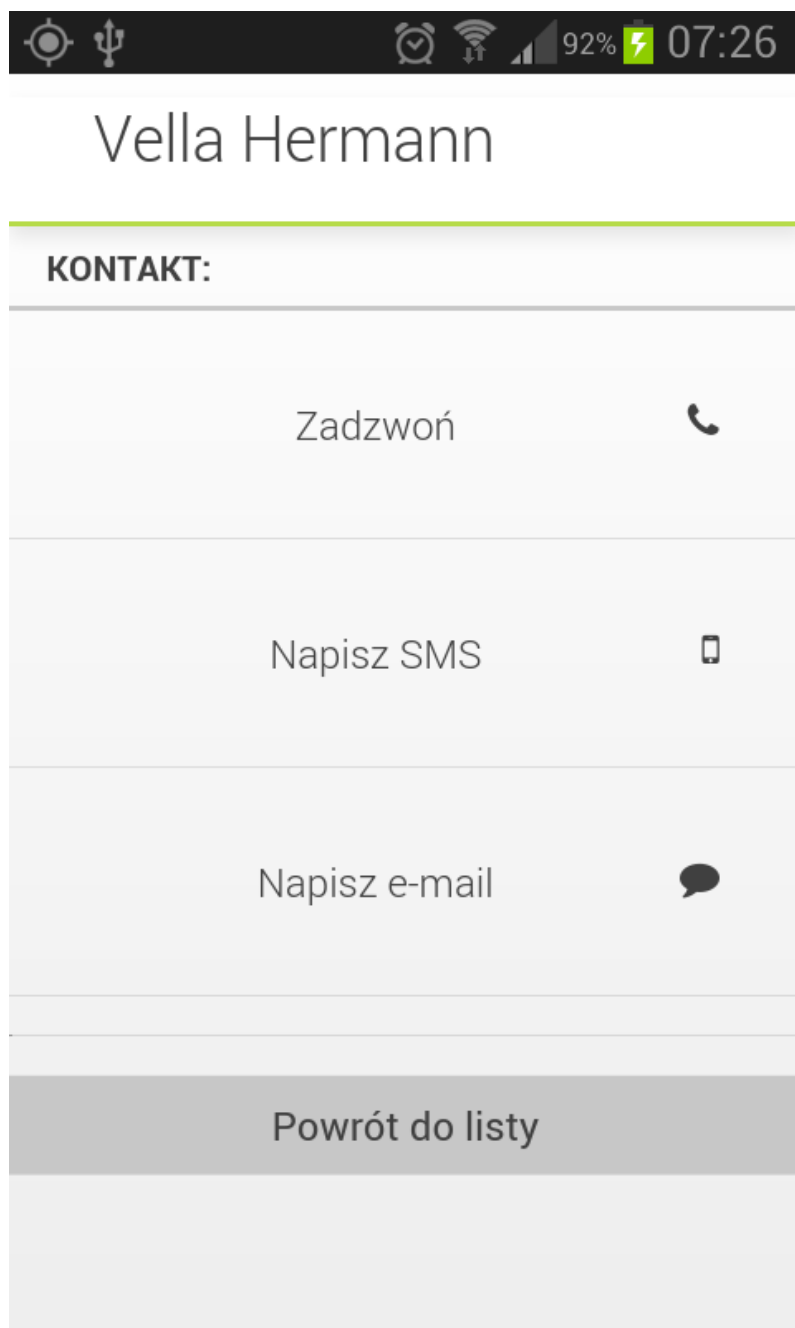 92% 07:26
Vella Hermann
KONTAKT:
Zadzwoń
Napisz SMS
Napisz e-mail
Powrót do listy